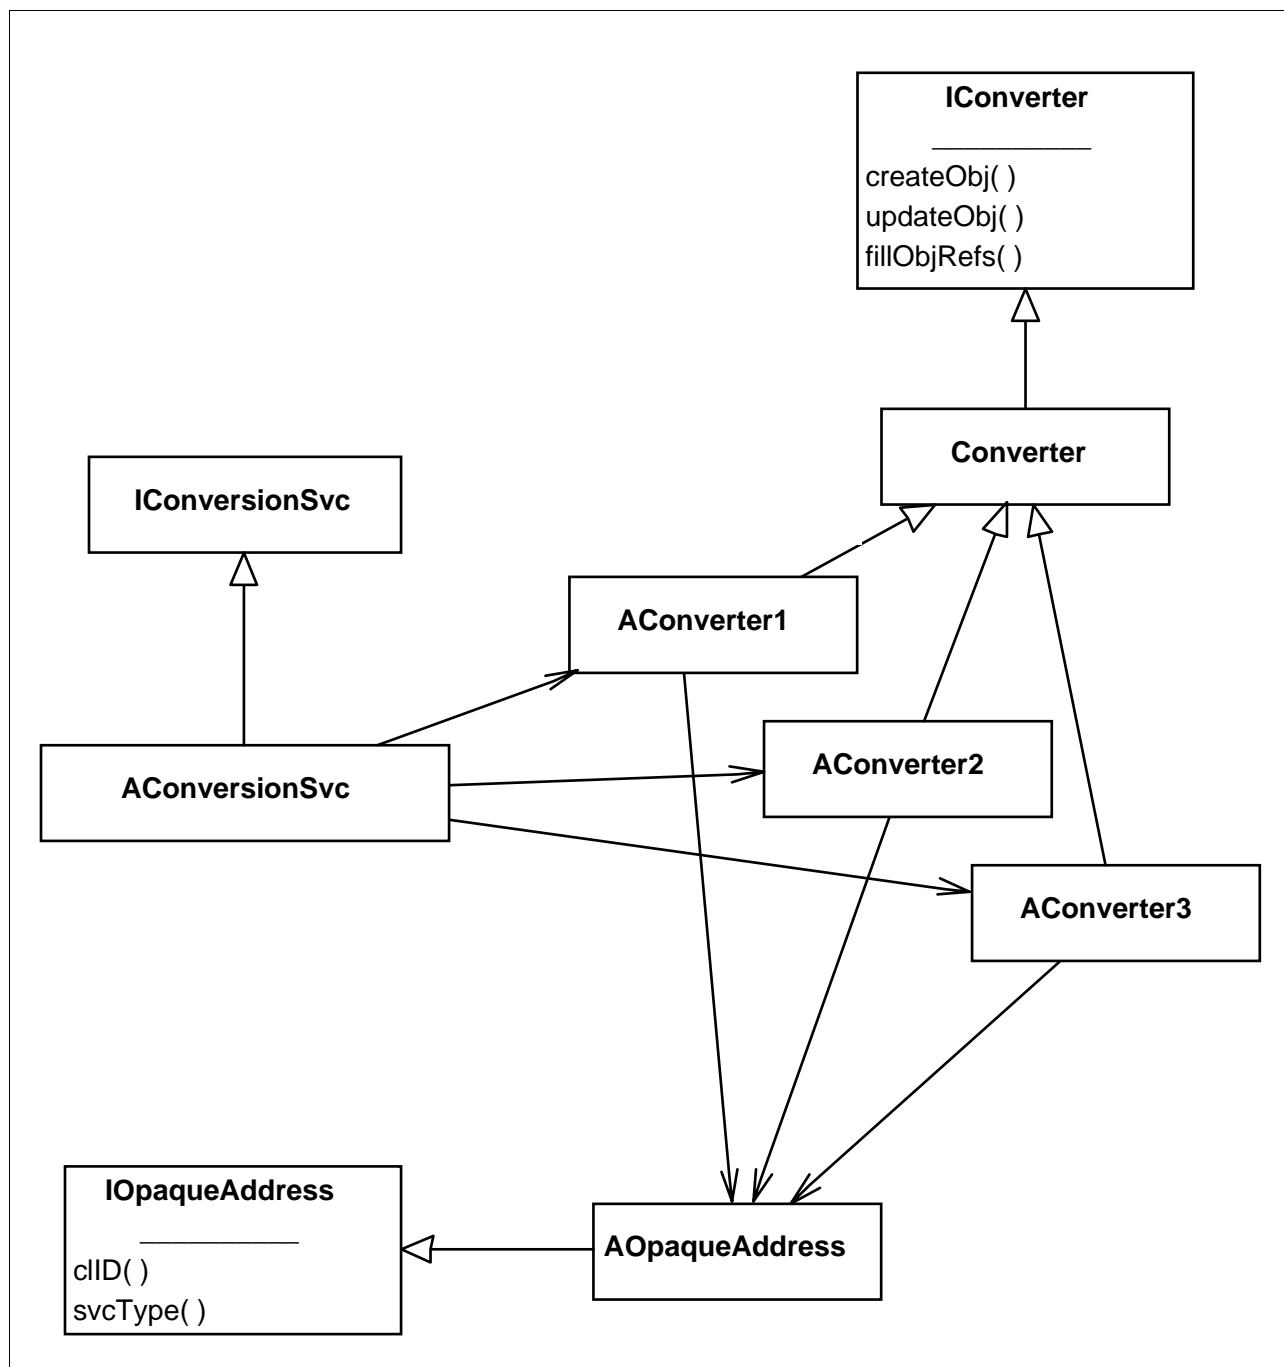 IConverter
createObj( )
updateObj( )
fillObjRefs( )
Converter
IConversionSvc
AConverter1
AConverter2
AConversionSvc
AConverter3
IOpaqueAddress
clID( )
svcType( )
AOpaqueAddress